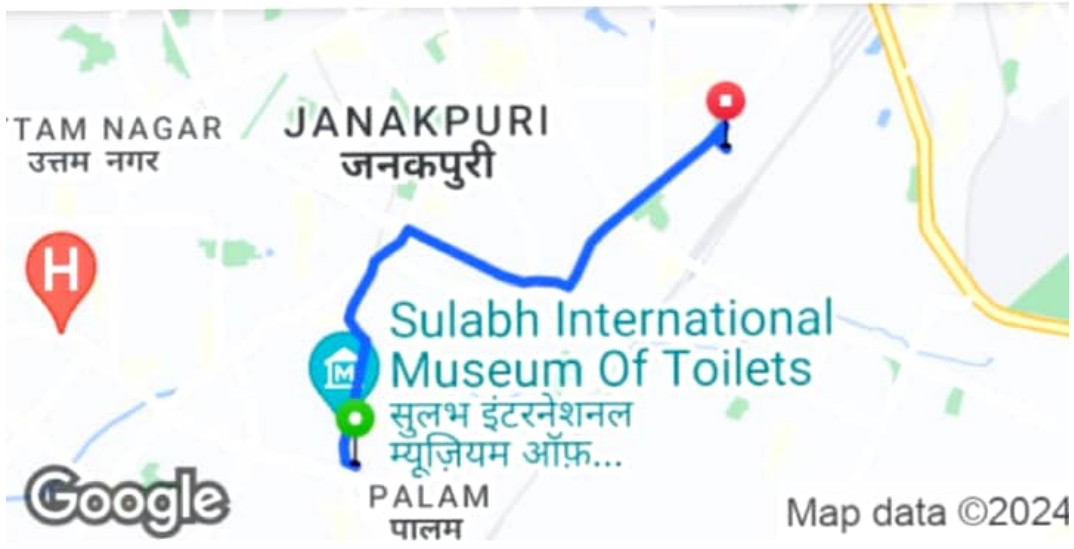 TAM NAGAR
उत्तम नगर
JANAKPURI
जनकपुरी
H
Sulabh International
Museum Of Toilets
सुलभ इंटरनेशनल
म्यूज़ियम ऑफ़...
M
PALAM
पालम
Google
Map data ©2024